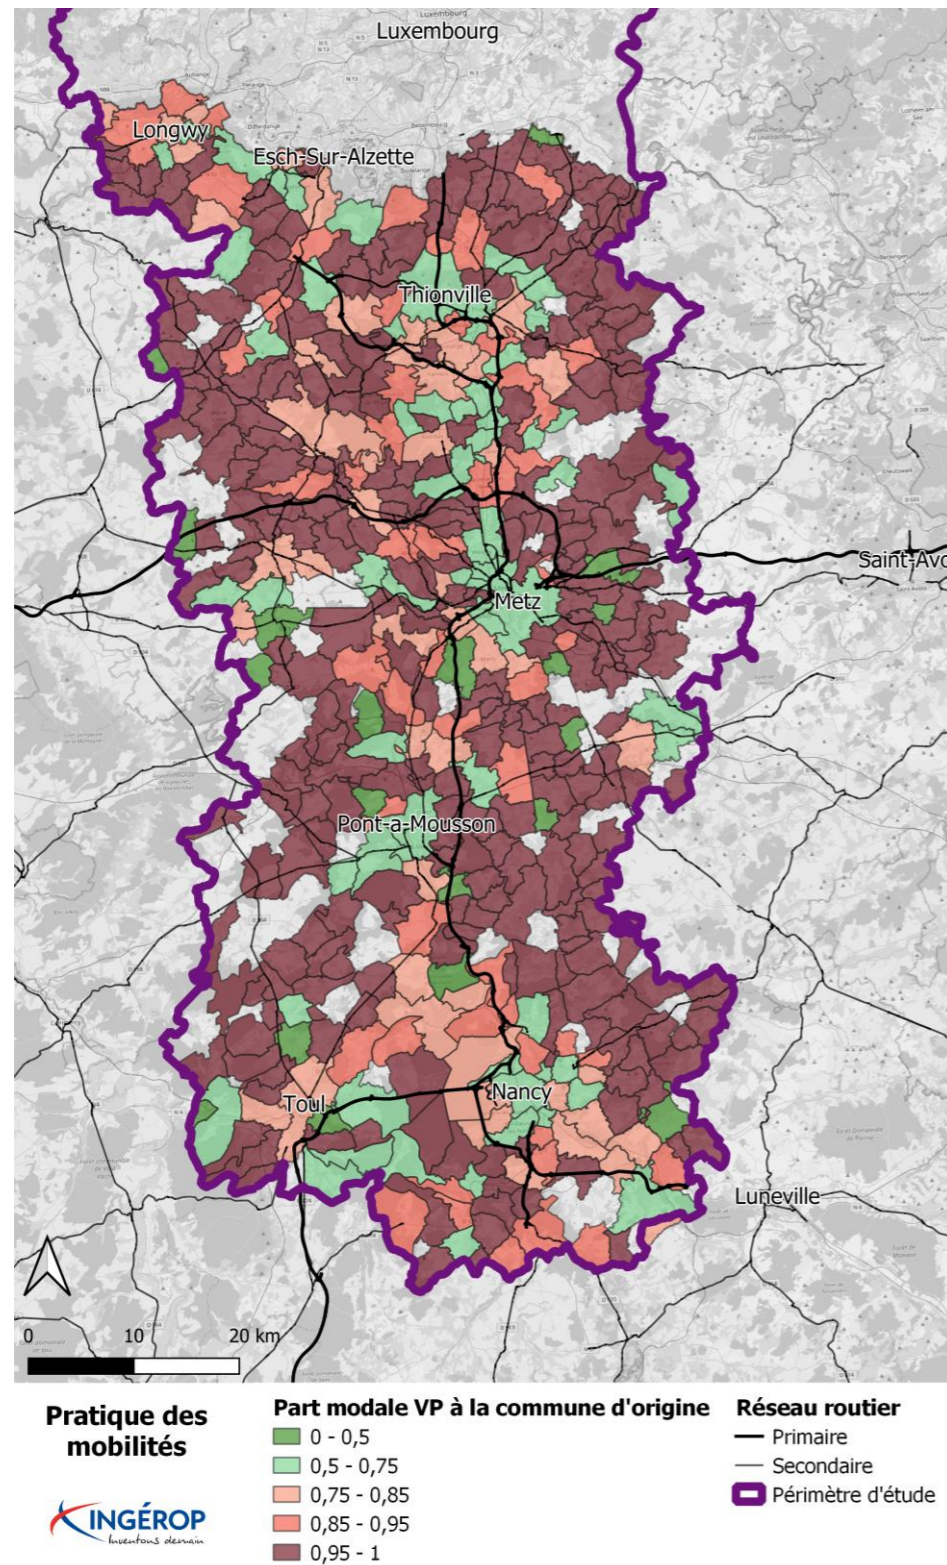 Luxembourg
Longwy
Esch-Sur-Alzette
Thionville
Saint-Avo
Metz
Pont-a-Mousson
Toul
Nancy
Luneville
0 10 20 km
Pratique des
mobilités
INGÉROP
Inventons demain
Part modale VP à la commune d'origine
0 - 0,5
0,5 - 0,75
0,75 - 0,85
0,85 - 0,95
0,95 - 1
Réseau routier
Primaire
Secondaire
Périmètre d'étude